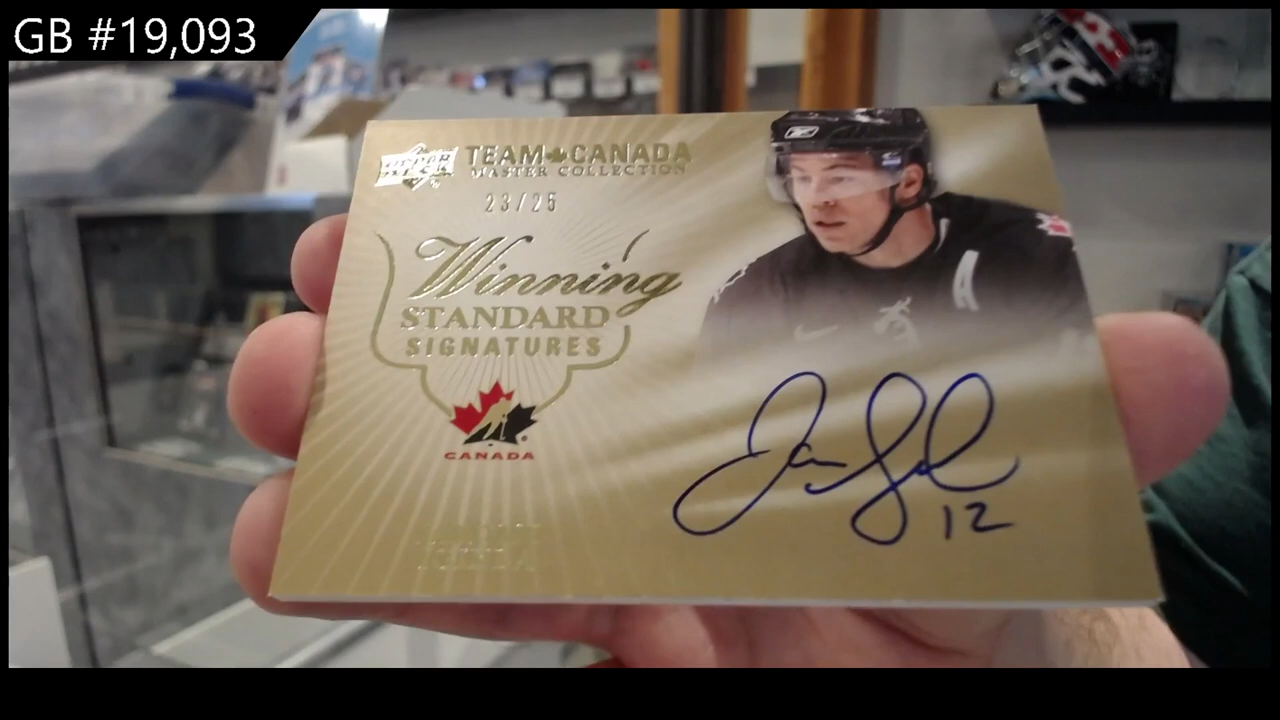 GB #19,093
UPPER DECK
TEAM CANADA
MASTER COLLECTION
23/25
Winning
STANDARD
SIGNATURES
CANADA
A
12